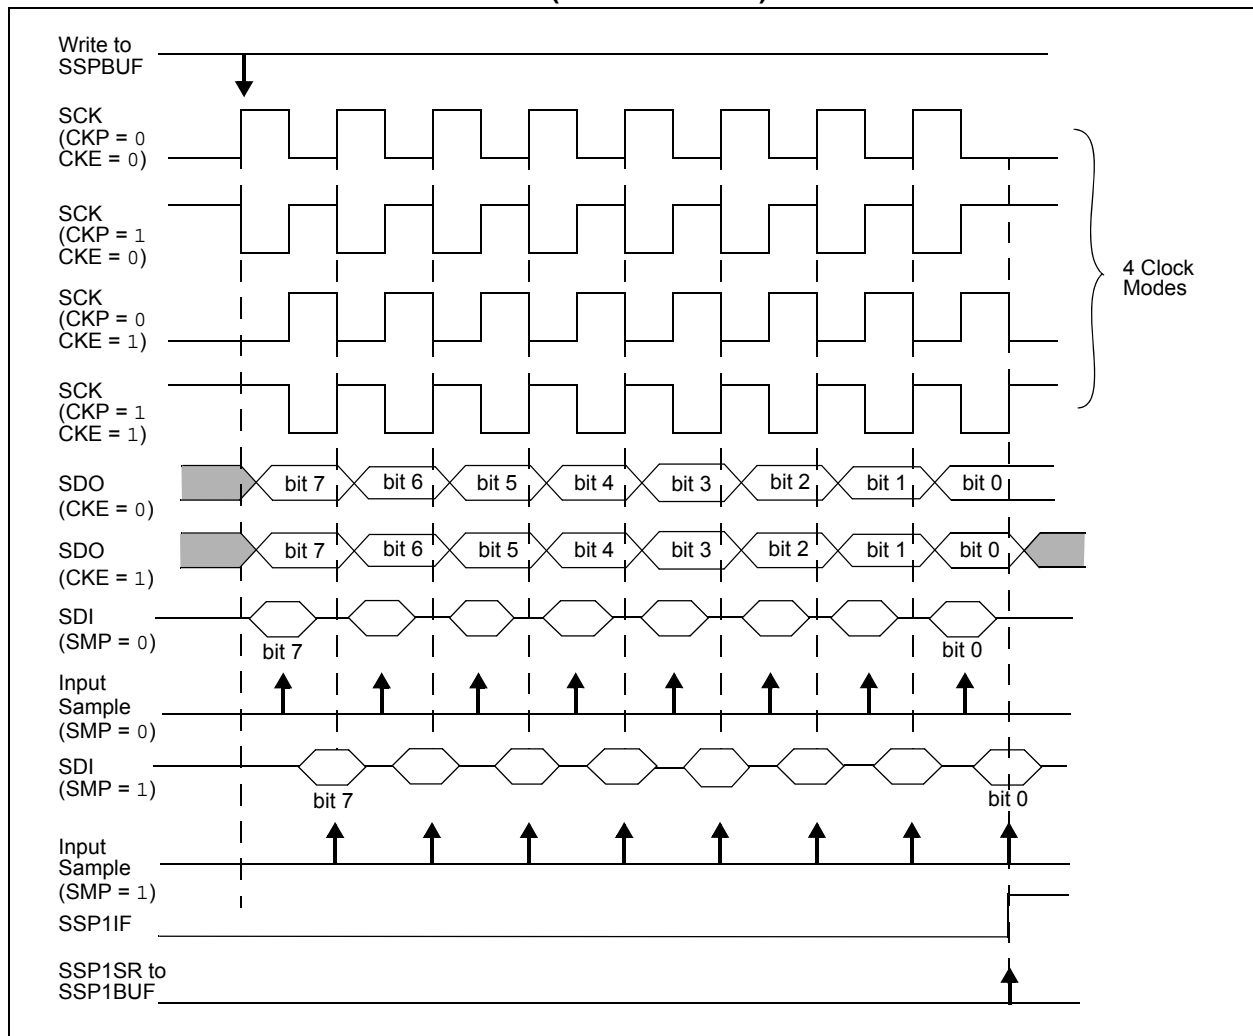 Write to
SSPBUF
SCK
(CKP = 0
CKE = 0)
SCK
(CKP = 1
CKE = 0)
SCK
(CKP = 0
CKE = 1)
SCK
(CKP = 1
CKE = 1)
4 Clock
Modes
SDO
(CKE = 0)
bit 7 bit 6 bit 5 bit 4 bit 3 bit 2 bit 1 bit 0
SDO
(CKE = 1)
bit 7 bit 6 bit 5 bit 4 bit 3 bit 2 bit 1 bit 0
SDI
(SMP = 0)
bit 7 bit 0
Input
Sample
(SMP = 0)
SDI
(SMP = 1)
bit 7 bit 0
Input
Sample
(SMP = 1)
SSP1IF
SSP1SR to
SSP1BUF